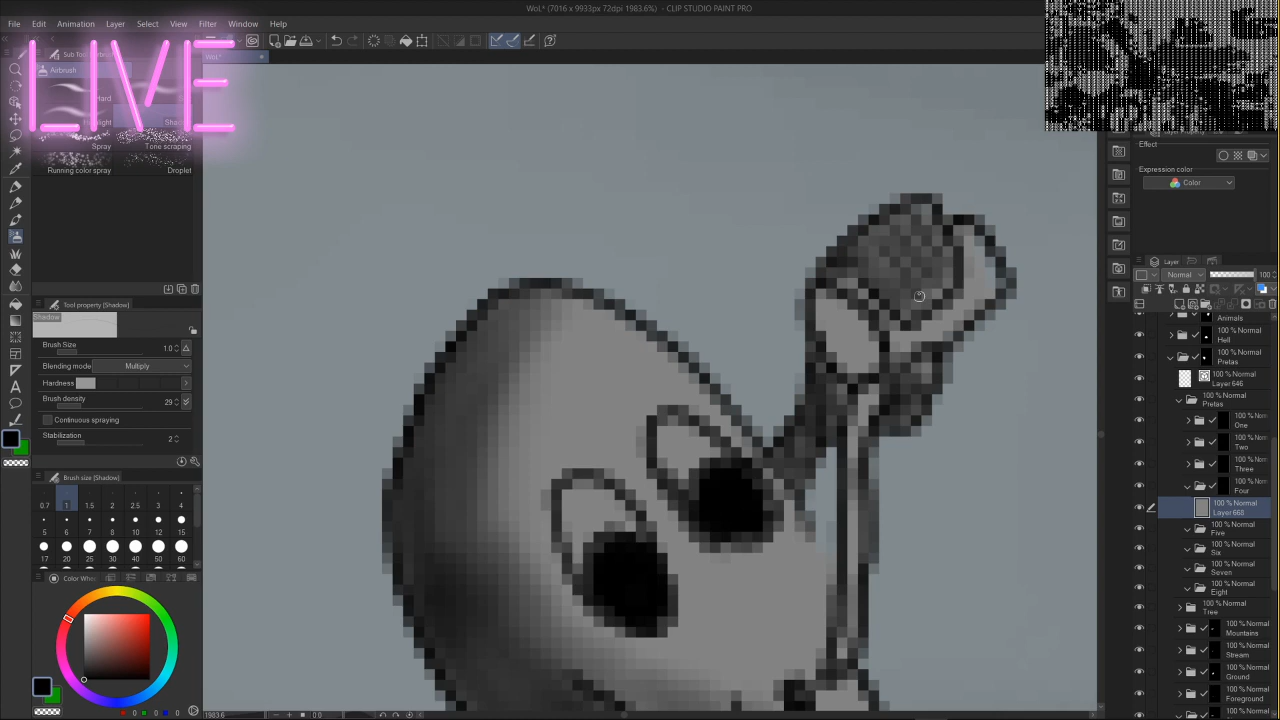 WoL* (7016 x 9933px 72dpi 1983.6%) - CLIP STUDIO PAINT PRO
File Edit Animation Layer Select View Filter Window Help
LIVE
WoL*
Airbrush
Spray
Tone scraping
Running color spray
Droplet
Tool property [Shadow]
Shadow
Brush Size 1.0
Blending mode Multiply
Hardness
Brush density 29
Continuous spraying
Stabilization 2
Brush size [Shadow]
0.7 1 1.5 2 2.5 3 4
5 6 7 8 10 12 15
17 20 25 30 40 50 60
Color Whe
0 0 0
1983.6 0.0
Effect
Expression color
Color
Layer
Normal 100
Animals
100 % Normal
Hell
100 % Normal
Pretas
100 % Normal
Layer 646
100 % Normal
Pretas
100 % Norm
One
100 % Norm
Two
100 % Norm
Three
100 % Norm
Four
100 % Normal
Layer 668
100 % Normal
Five
100 % Normal
Six
100 % Normal
Seven
100 % Normal
Eight
100 % Normal
Tree
100 % Normal
Mountains
100 % Normal
Stream
100 % Normal
Ground
100 % Normal
Foreground
100 % Normal